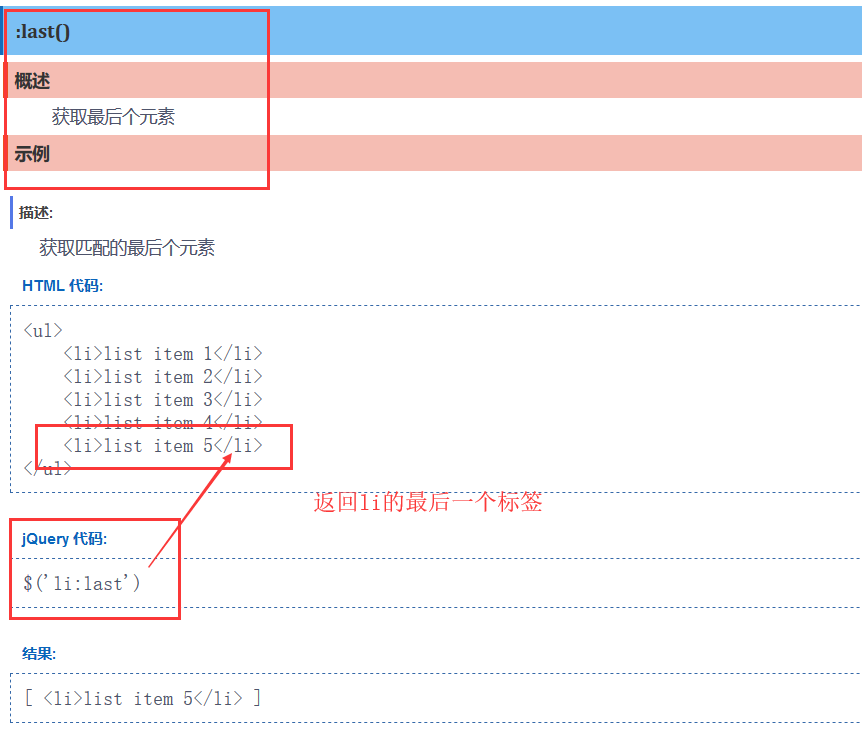 :last()
概述
获取最后个元素
示例
描述:
获取匹配的最后个元素
HTML 代码:
<ul>
    <li>list item 1</li>
    <li>list item 2</li>
    <li>list item 3</li>
    <li>list item 4</li>
    <li>list item 5</li>
</ul>
返回li的最后一个标签
jQuery 代码:
$('li:last')
结果:
[ <li>list item 5</li> ]